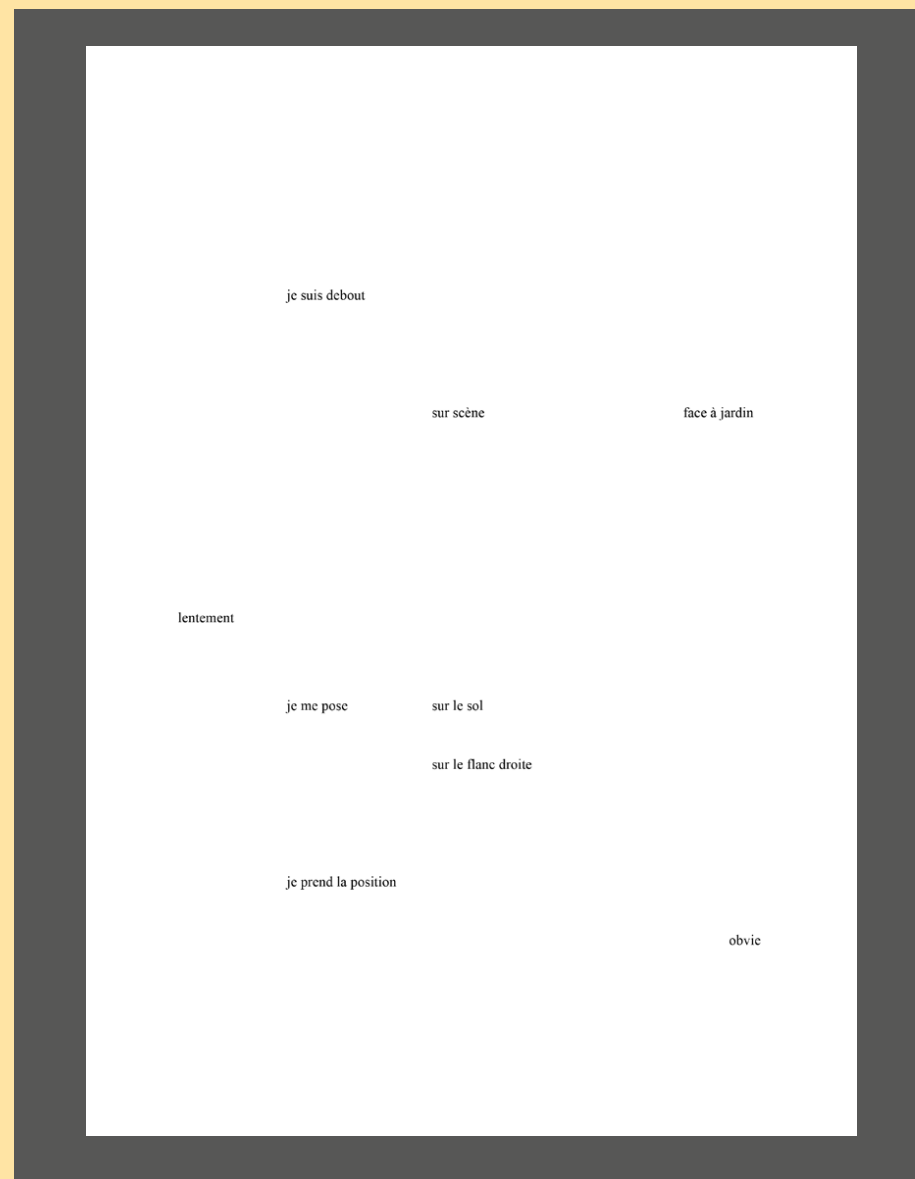 je suis debout
sur scène face à jardin
lentement
je me pose sur le sol
sur le flanc droite
je prend la position
obvie